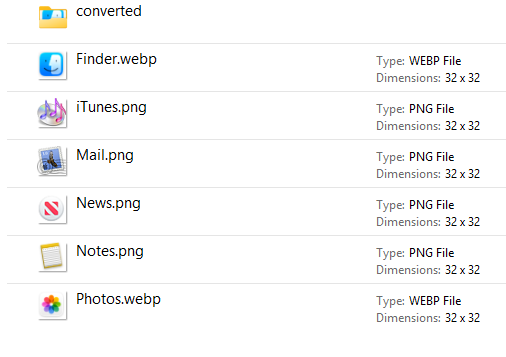 converted
Finder.webp
Type: WEBP File
Dimensions: 32 x 32
iTunes.png
Type: PNG File
Dimensions: 32 x 32
Mail.png
Type: PNG File
Dimensions: 32 x 32
News.png
Type: PNG File
Dimensions: 32 x 32
Notes.png
Type: PNG File
Dimensions: 32 x 32
Photos.webp
Type: WEBP File
Dimensions: 32 x 32